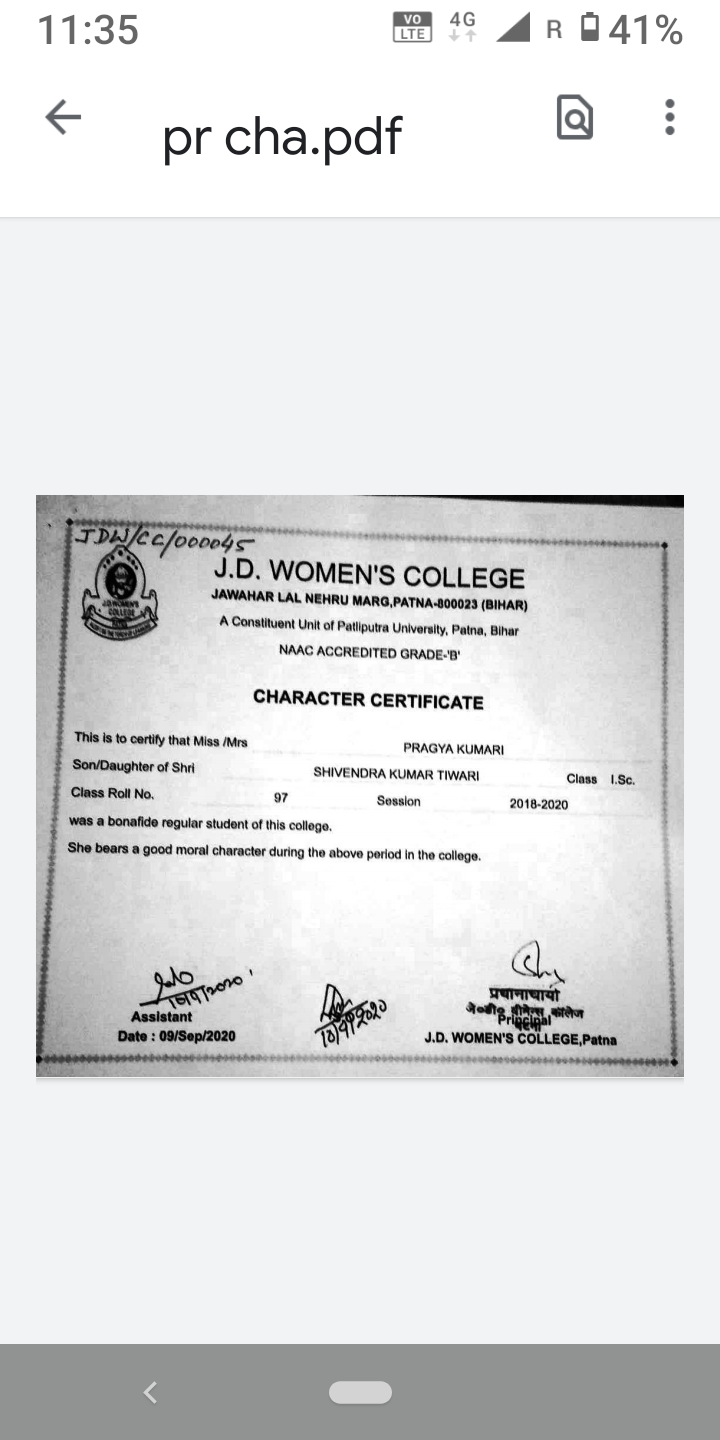 11:35 VO LTE 4G R 41%
pr cha.pdf
JDW/CC/000045
J.D. WOMEN'S COLLEGE
JAWAHAR LAL NEHRU MARG,PATNA-800023 (BIHAR)
A Constituent Unit of Patliputra University, Patna, Bihar
NAAC ACCREDITED GRADE-'B'
J.D.WOMEN'S
COLLEGE
CHARACTER CERTIFICATE
This is to certify that Miss /Mrs PRAGYA KUMARI
Son/Daughter of Shri SHIVENDRA KUMAR TIWARI Class I.Sc.
Class Roll No. 97 Session 2018-2020
was a bonafide regular student of this college.
She bears a good moral character during the above period in the college.
10/9/2020
10/9/2020
प्रधानाचार्या
जे०डी० वीमेन्स कॉलेज
पटना
Assistant Principal
Date : 09/Sep/2020 J.D. WOMEN'S COLLEGE,Patna